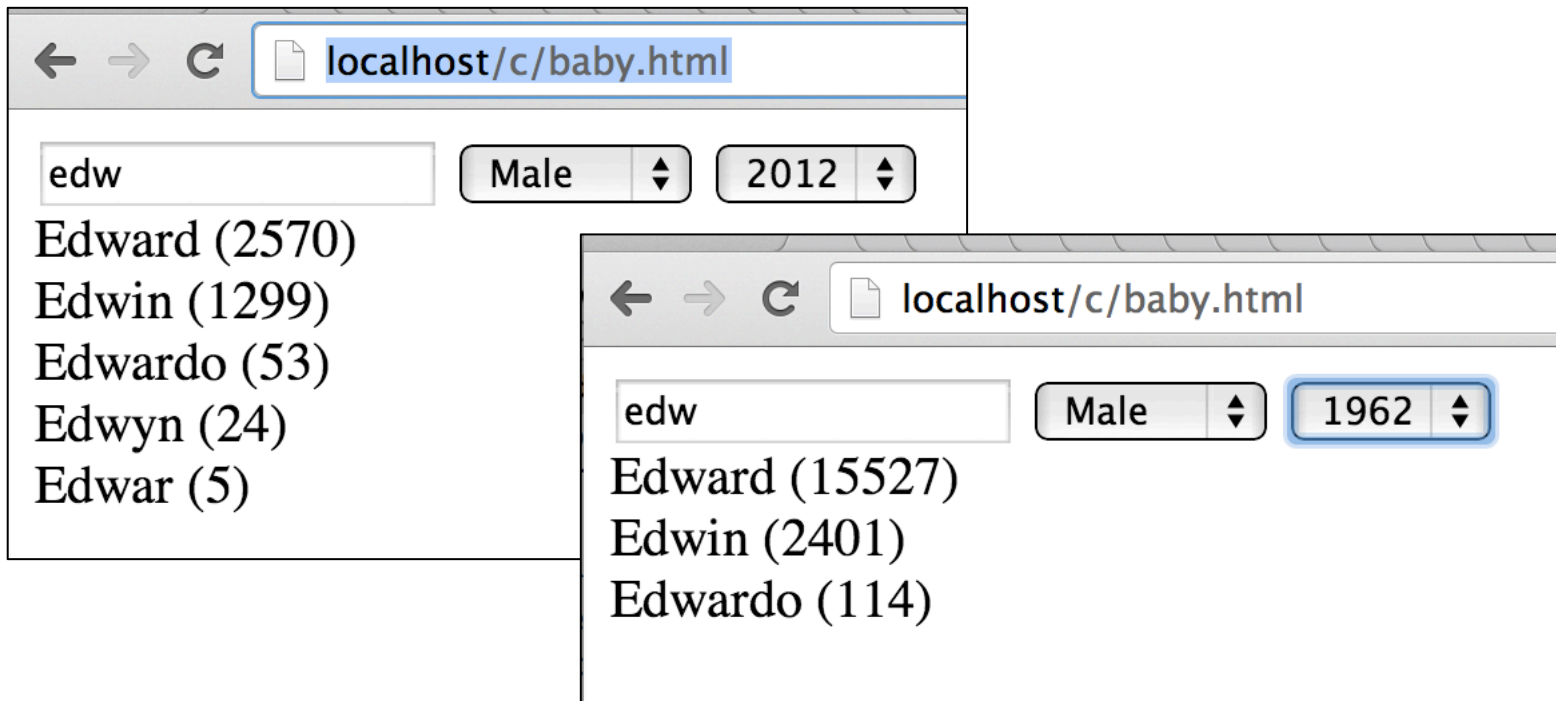 localhost/c/baby.html
edw Male 2012
Edward (2570)
Edwin (1299)
Edwardo (53)
Edwyn (24)
Edwar (5)
localhost/c/baby.html
edw Male 1962
Edward (15527)
Edwin (2401)
Edwardo (114)